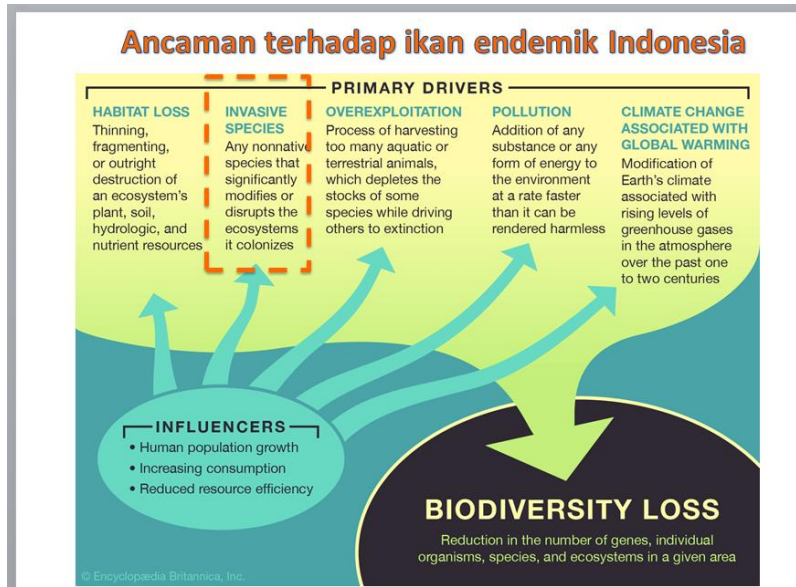 Ancaman terhadap ikan endemik Indonesia
PRIMARY DRIVERS
HABITAT LOSS
Thinning,
fragmenting,
or outright
destruction of
an ecosystem's
plant, soil,
hydrologic, and
nutrient resources
INVASIVE
SPECIES
Any nonnative
species that
significantly
modifies or
disrupts the
ecosystems
it colonizes
OVEREXPLOITATION
Process of harvesting
too many aquatic or
terrestrial animals,
which depletes the
stocks of some
species while driving
others to extinction
POLLUTION
Addition of any
substance or any
form of energy to
the environment
at a rate faster
than it can be
rendered harmless
CLIMATE CHANGE
ASSOCIATED WITH
GLOBAL WARMING
Modification of
Earth's climate
associated with
rising levels of
greenhouse gases
in the atmosphere
over the past one
to two centuries
INFLUENCERS
• Human population growth
• Increasing consumption
• Reduced resource efficiency
BIODIVERSITY LOSS
Reduction in the number of genes, individual
organisms, species, and ecosystems in a given area
© Encyclopædia Britannica, Inc.